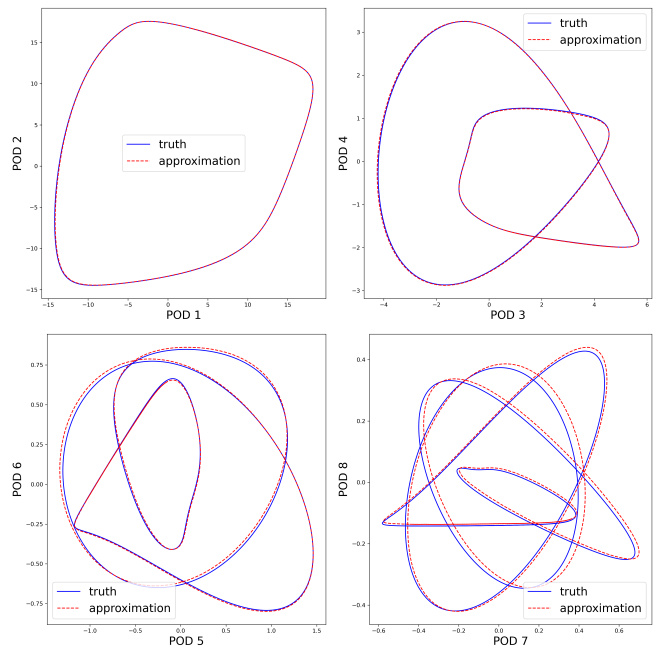 15
10
5
0
−5
−10
−15
POD 2
truth
approximation
−15 −10 −5 0 5 10 15
POD 1
3
2
1
0
−1
−2
−3
POD 4
truth
approximation
−4 −2 0 2 4 6
POD 3
0.75
0.50
0.25
0.00
−0.25
−0.50
−0.75
POD 6
truth
approximation
−1.0 −0.5 0.0 0.5 1.0 1.5
POD 5
0.4
0.2
0.0
−0.2
−0.4
POD 8
truth
approximation
−0.6 −0.4 −0.2 0.0 0.2 0.4 0.6
POD 7